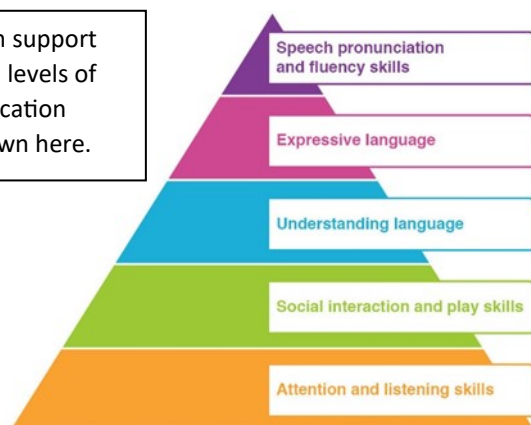 support
levels of
cation
wn here.
Speech pronunciation
and fluency skills
Expressive language
Understanding language
Social interaction and play skills
Attention and listening skills